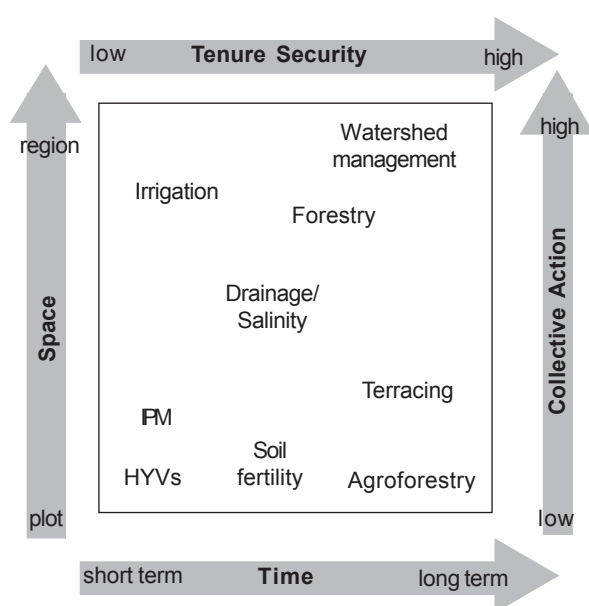 low Tenure Security high
region
high
Watershed
management
Irrigation
Forestry
Drainage/
Salinity
Space
Collective Action
Terracing
IPM
Soil
fertility
HYVs
Agroforestry
plot
low
short term Time long term